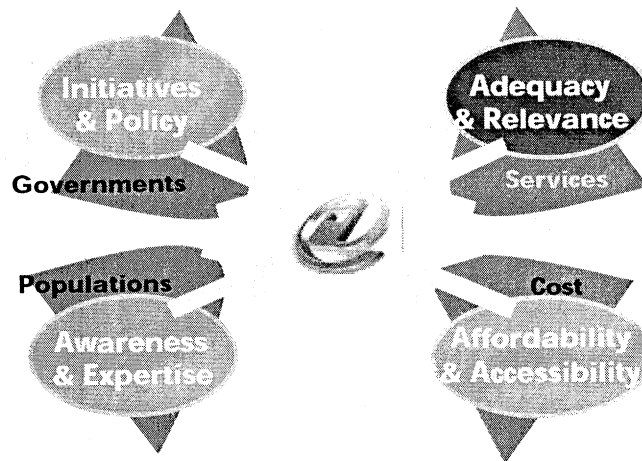 Initiatives
& Policy
Governments
Adequacy
& Relevance
Services
Populations
Awareness
& Expertise
Cost
Affordability
& Accessibility